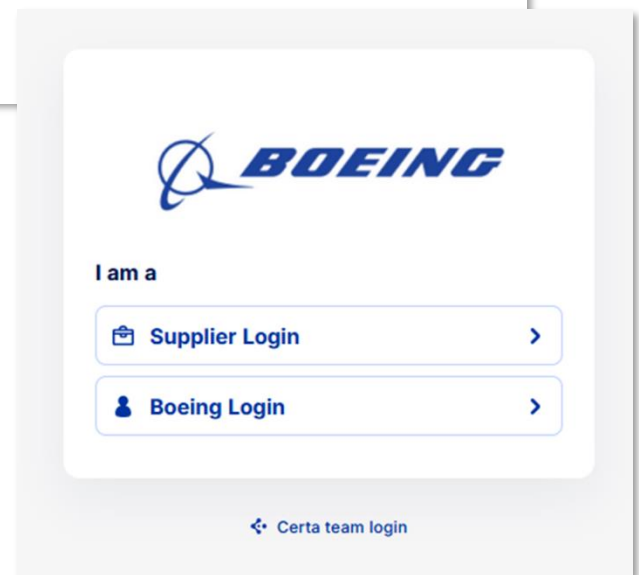 BOEING
I am a
Supplier Login
Boeing Login
Certa team login